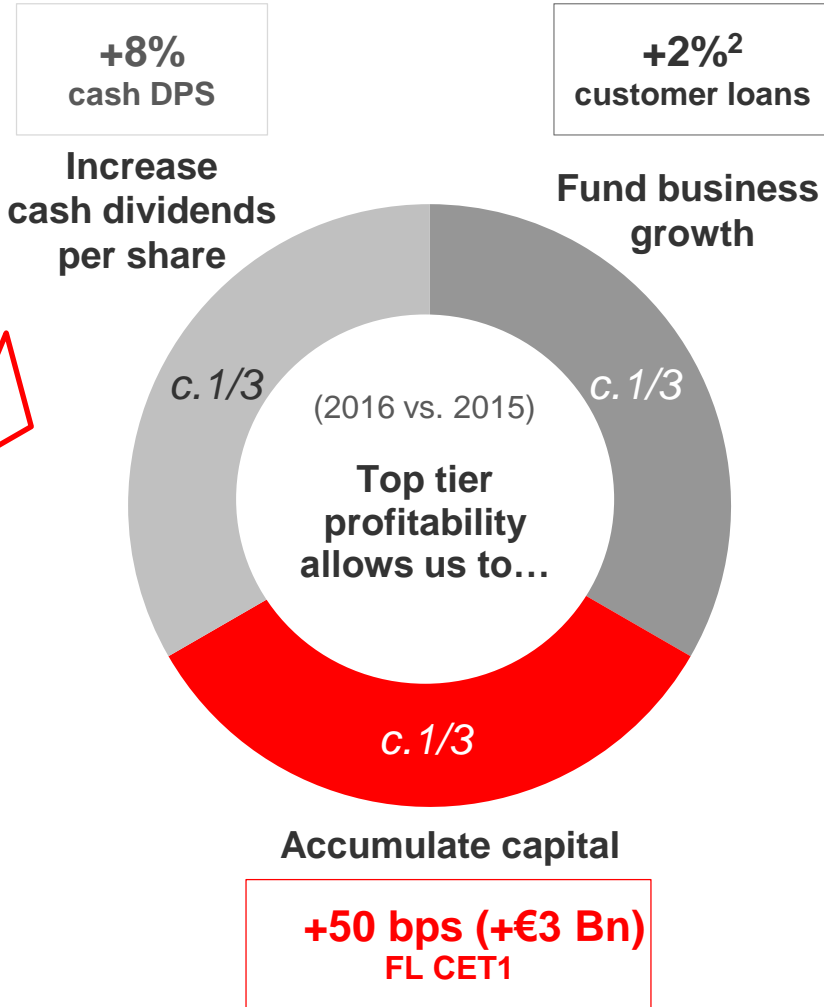 +8%
cash DPS
+2%²
customer loans
Increase
cash dividends
per share
Fund business
growth
c.1/3
c.1/3
(2016 vs. 2015)
Top tier
profitability
allows us to…
c.1/3
Accumulate capital
+50 bps (+€3 Bn)
FL CET1